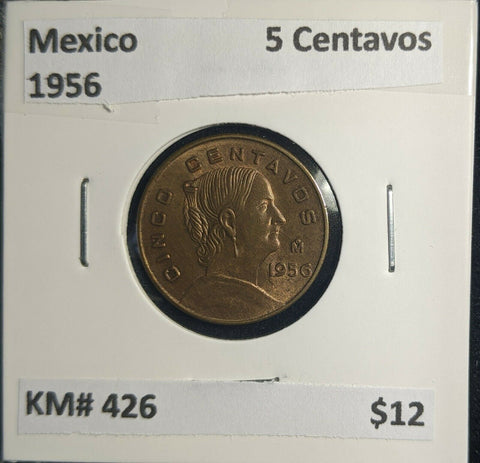 Mexico 5 Centavos
1956
CINCO CENTAVOS
M
1956
KM# 426 $12